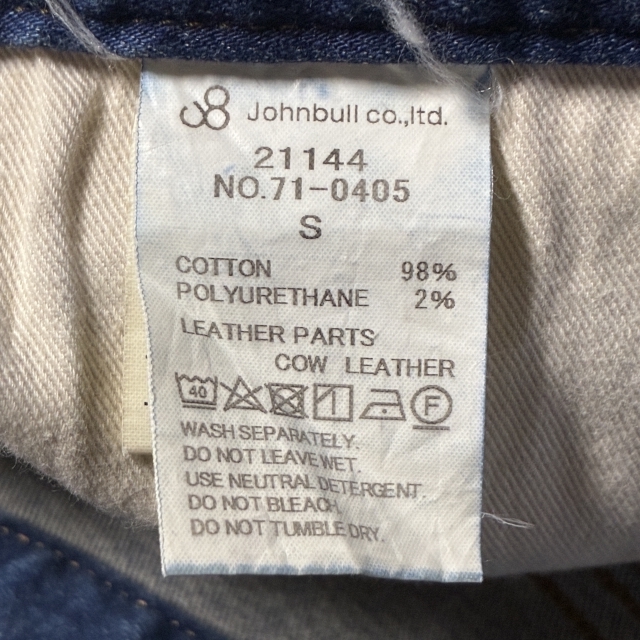 Johnbull co.,ltd.
21144
NO.71-0405
S
COTTON 98%
POLYURETHANE 2%
LEATHER PARTS
COW LEATHER
40 F
WASH SEPARATELY.
DO NOT LEAVE WET.
USE NEUTRAL DETERGENT.
DO NOT BLEACH.
DO NOT TUMBLE DRY.